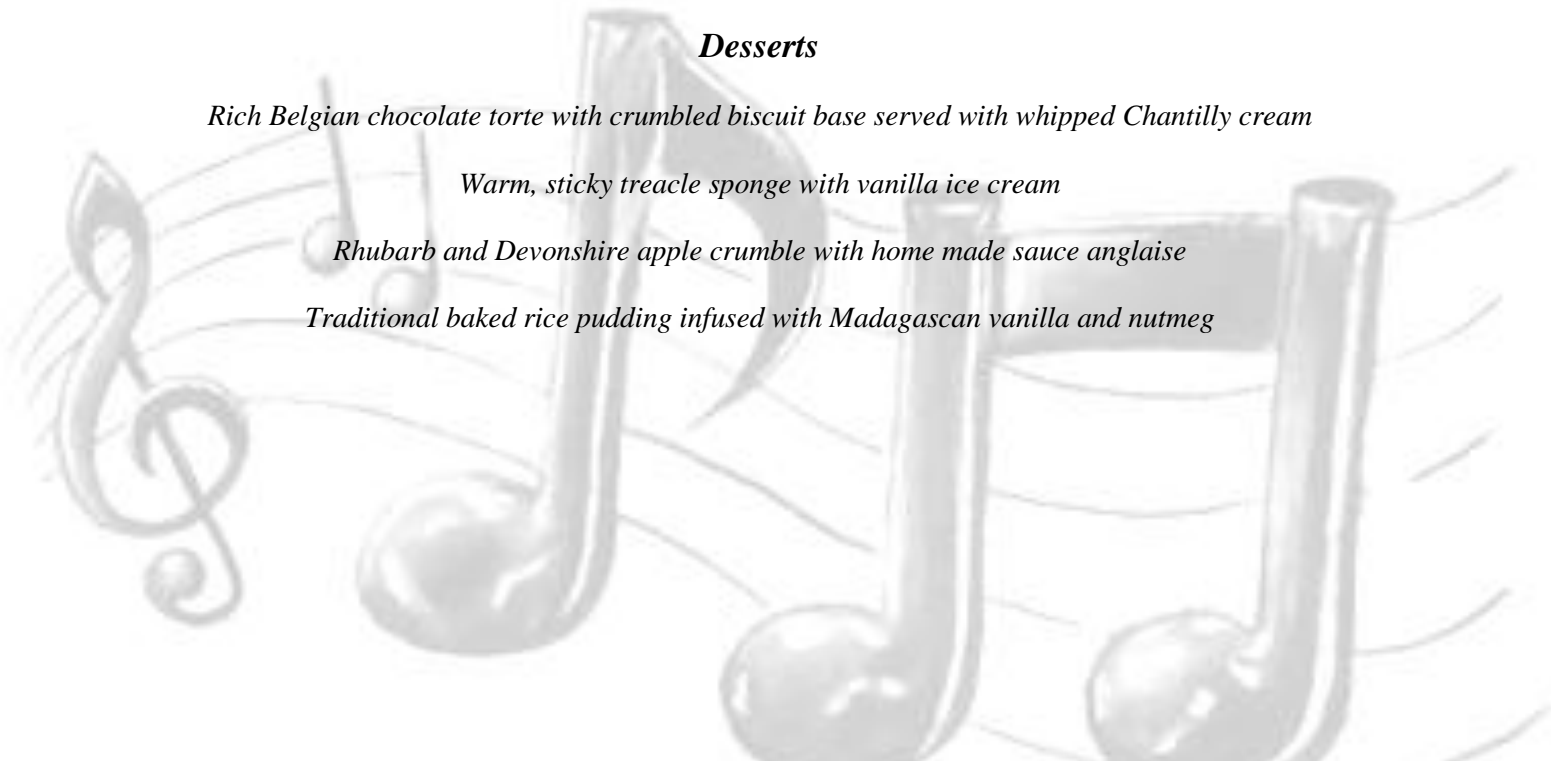 Desserts
Rich Belgian chocolate torte with crumbled biscuit base served with whipped Chantilly cream
Warm, sticky treacle sponge with vanilla ice cream
Rhubarb and Devonshire apple crumble with home made sauce anglaise
Traditional baked rice pudding infused with Madagascan vanilla and nutmeg